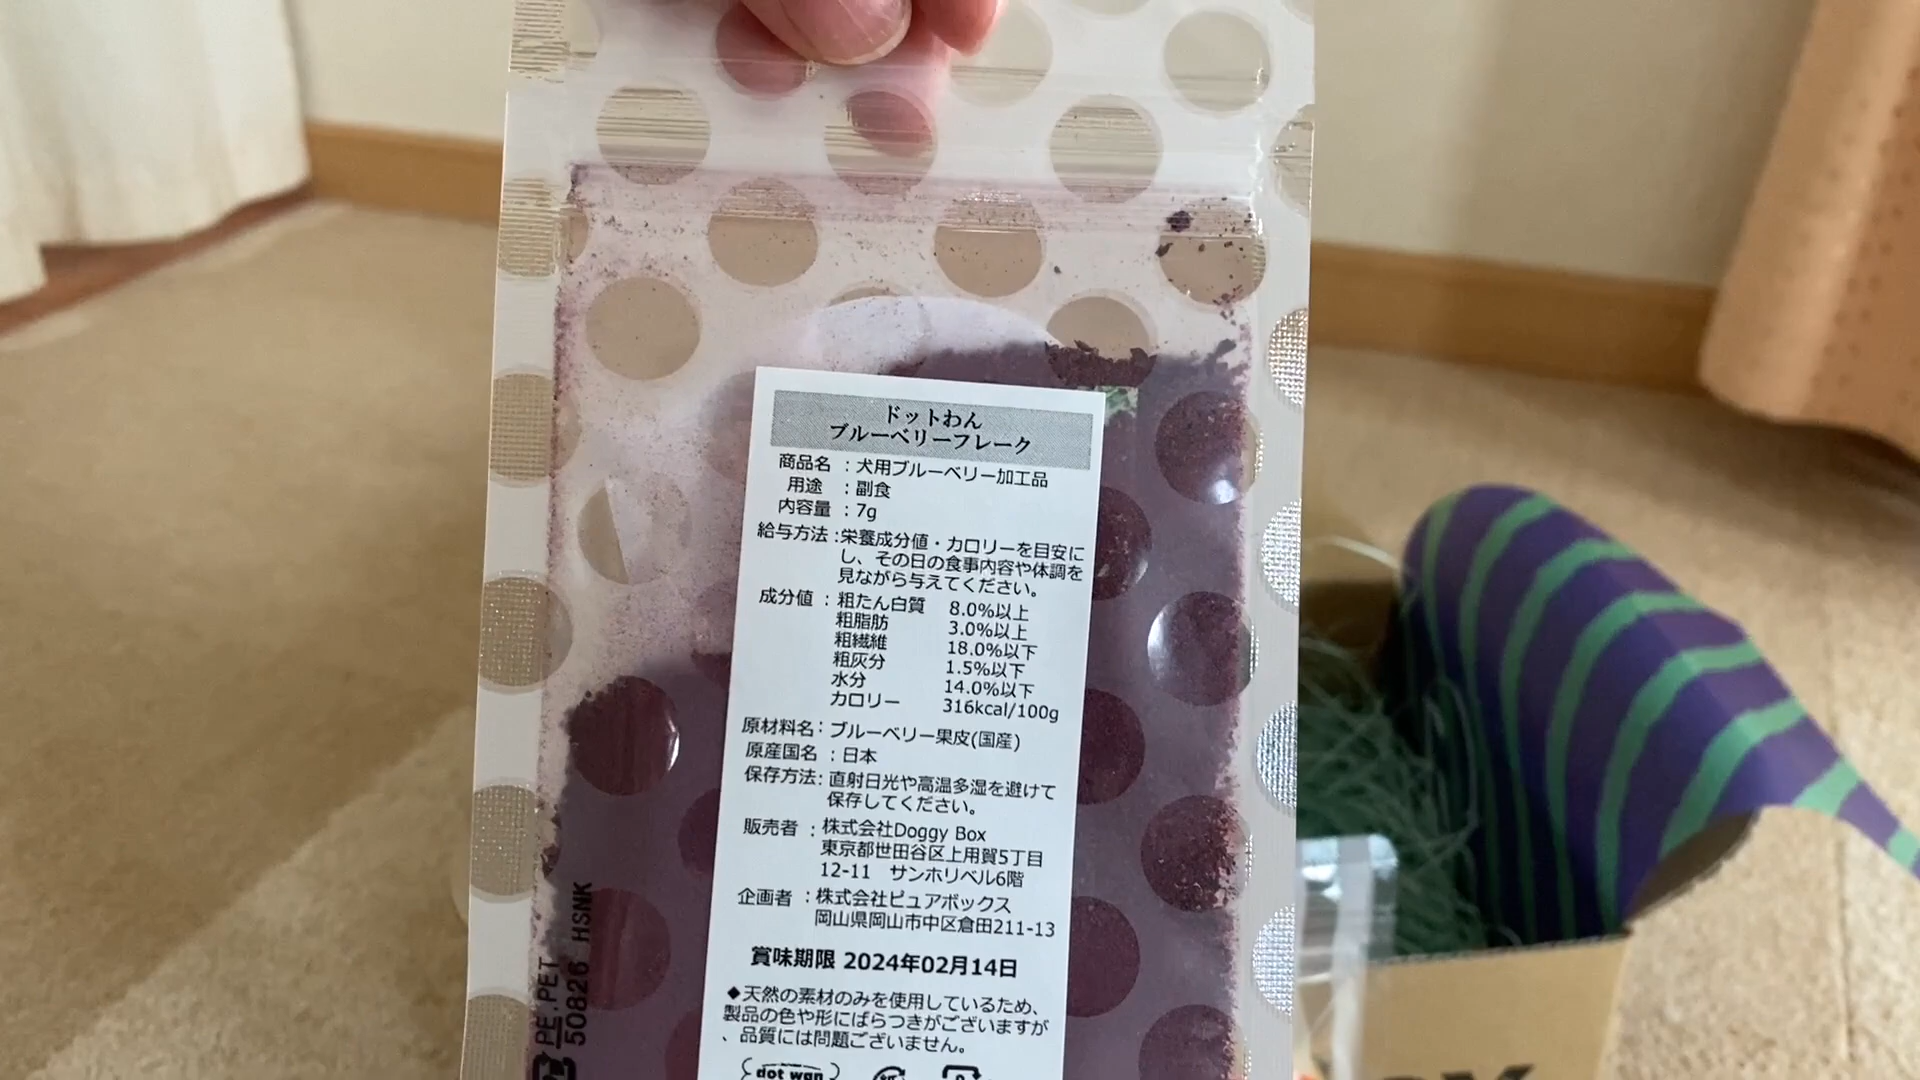 ドットわん
ブルーベリーフレーク
商品名 ：犬用ブルーベリー加工品
用途 ：副食
内容量 ：7g
給与方法：栄養成分値・カロリーを目安に
し、その日の食事内容や体調を
見ながら与えてください。
成分値 ：粗たん白質 8.0%以上
粗脂肪 3.0%以上
粗繊維 18.0%以下
粗灰分 1.5%以下
水分 14.0%以下
カロリー 316kcal/100g
原材料名：ブルーベリー果皮(国産)
原産国名：日本
保存方法：直射日光や高温多湿を避けて
保存してください。
販売者 ：株式会社Doggy Box
東京都世田谷区上用賀5丁目
12-11 サンホリベル6階
企画者 ：株式会社ピュアボックス
岡山県岡山市中区倉田211-13
賞味期限 2024年02月14日
◆天然の素材のみを使用しているため、
製品の色や形にばらつきがございますが
、品質には問題ございません。
dot wan
PE.PET
50826 HSNK